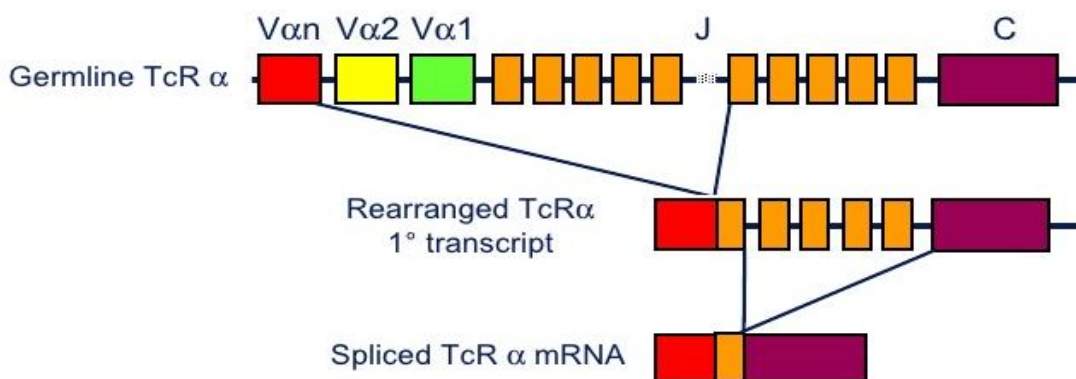 Vαn Vα2 Vα1 J C
Germline TcR α
Rearranged TcRα
1° transcript
Spliced TcR α mRNA